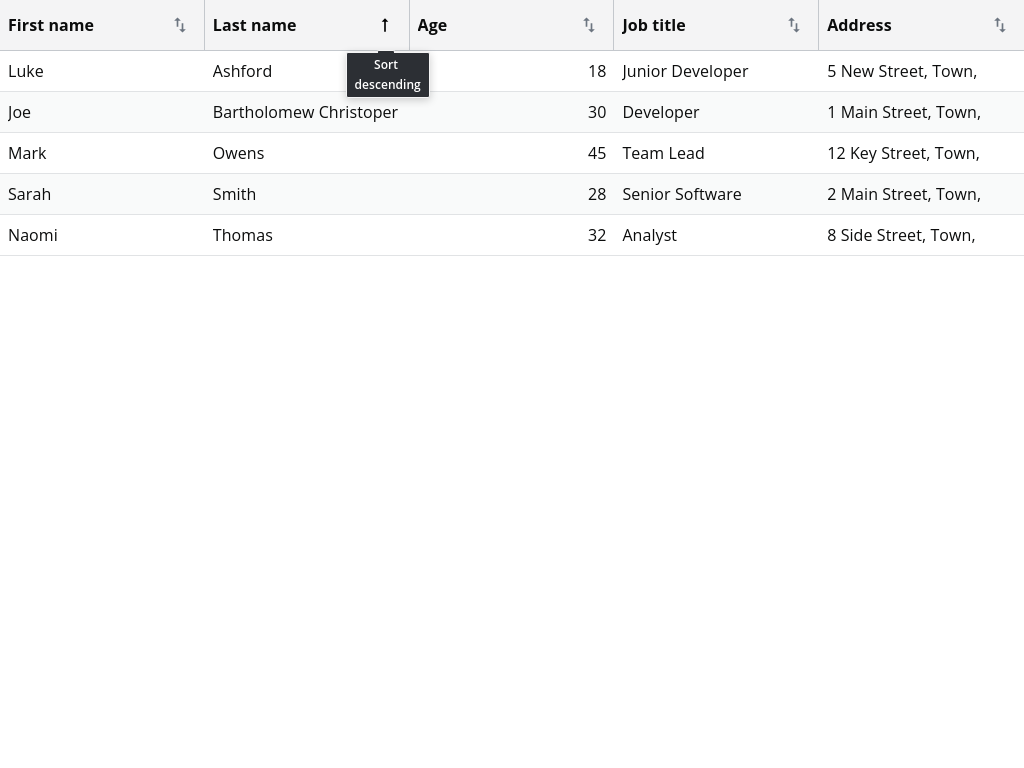 First name Last name Age Job title Address
Sort
descending
Luke Ashford 18 Junior Developer 5 New Street, Town,
Joe Bartholomew Christoper 30 Developer 1 Main Street, Town,
Mark Owens 45 Team Lead 12 Key Street, Town,
Sarah Smith 28 Senior Software 2 Main Street, Town,
Naomi Thomas 32 Analyst 8 Side Street, Town,